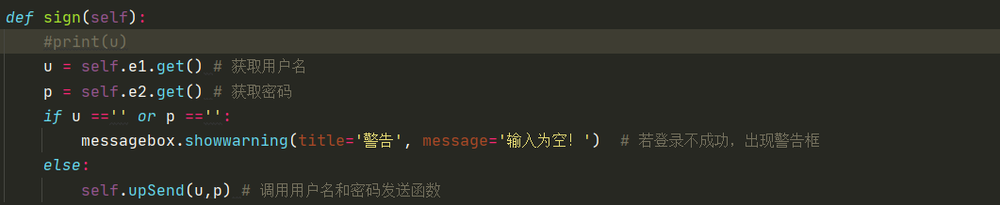 def sign(self):
    #print(u)
    u = self.e1.get() # 获取用户名
    p = self.e2.get() # 获取密码
    if u =='' or p =='':
        messagebox.showwarning(title='警告', message='输入为空! ')  # 若登录不成功，出现警告框
    else:
        self.upSend(u,p) # 调用用户名和密码发送函数